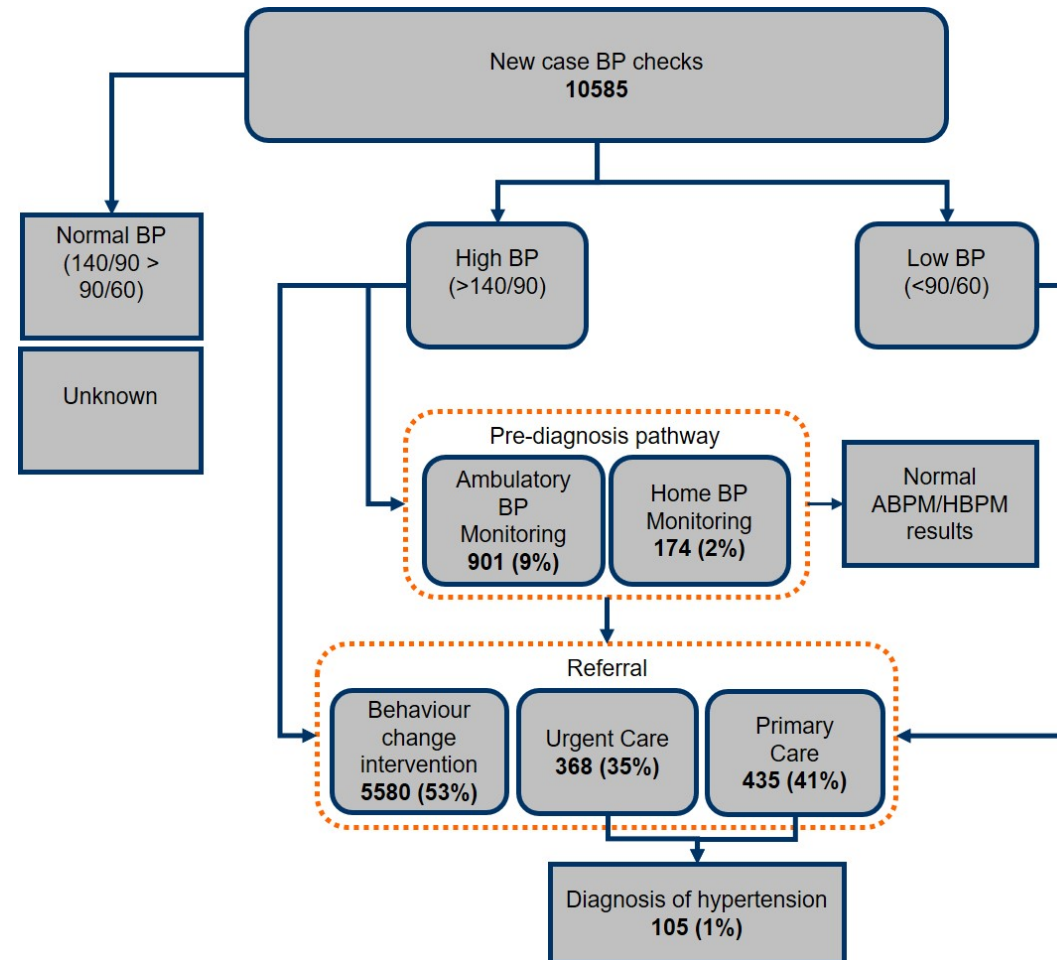 New case BP checks
10585
Normal BP
(140/90 >
90/60)
High BP
(>140/90)
Low BP
(<90/60)
Unknown
Pre-diagnosis pathway
Ambulatory
BP
Monitoring
901 (9%)
Home BP
Monitoring
174 (2%)
Normal
ABPM/HBPM
results
Referral
Behaviour
change
intervention
5580 (53%)
Urgent Care
368 (35%)
Primary
Care
435 (41%)
Diagnosis of hypertension
105 (1%)